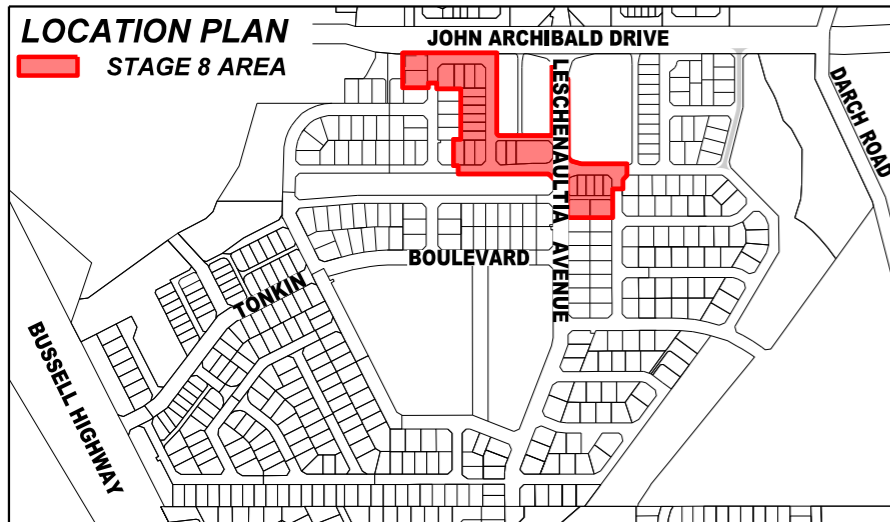 LOCATION PLAN
STAGE 8 AREA
JOHN ARCHIBALD DRIVE
LESCHENAULTIA AVENUE
DARCH ROAD
TONKIN BOULEVARD
BUSSELL HIGHWAY